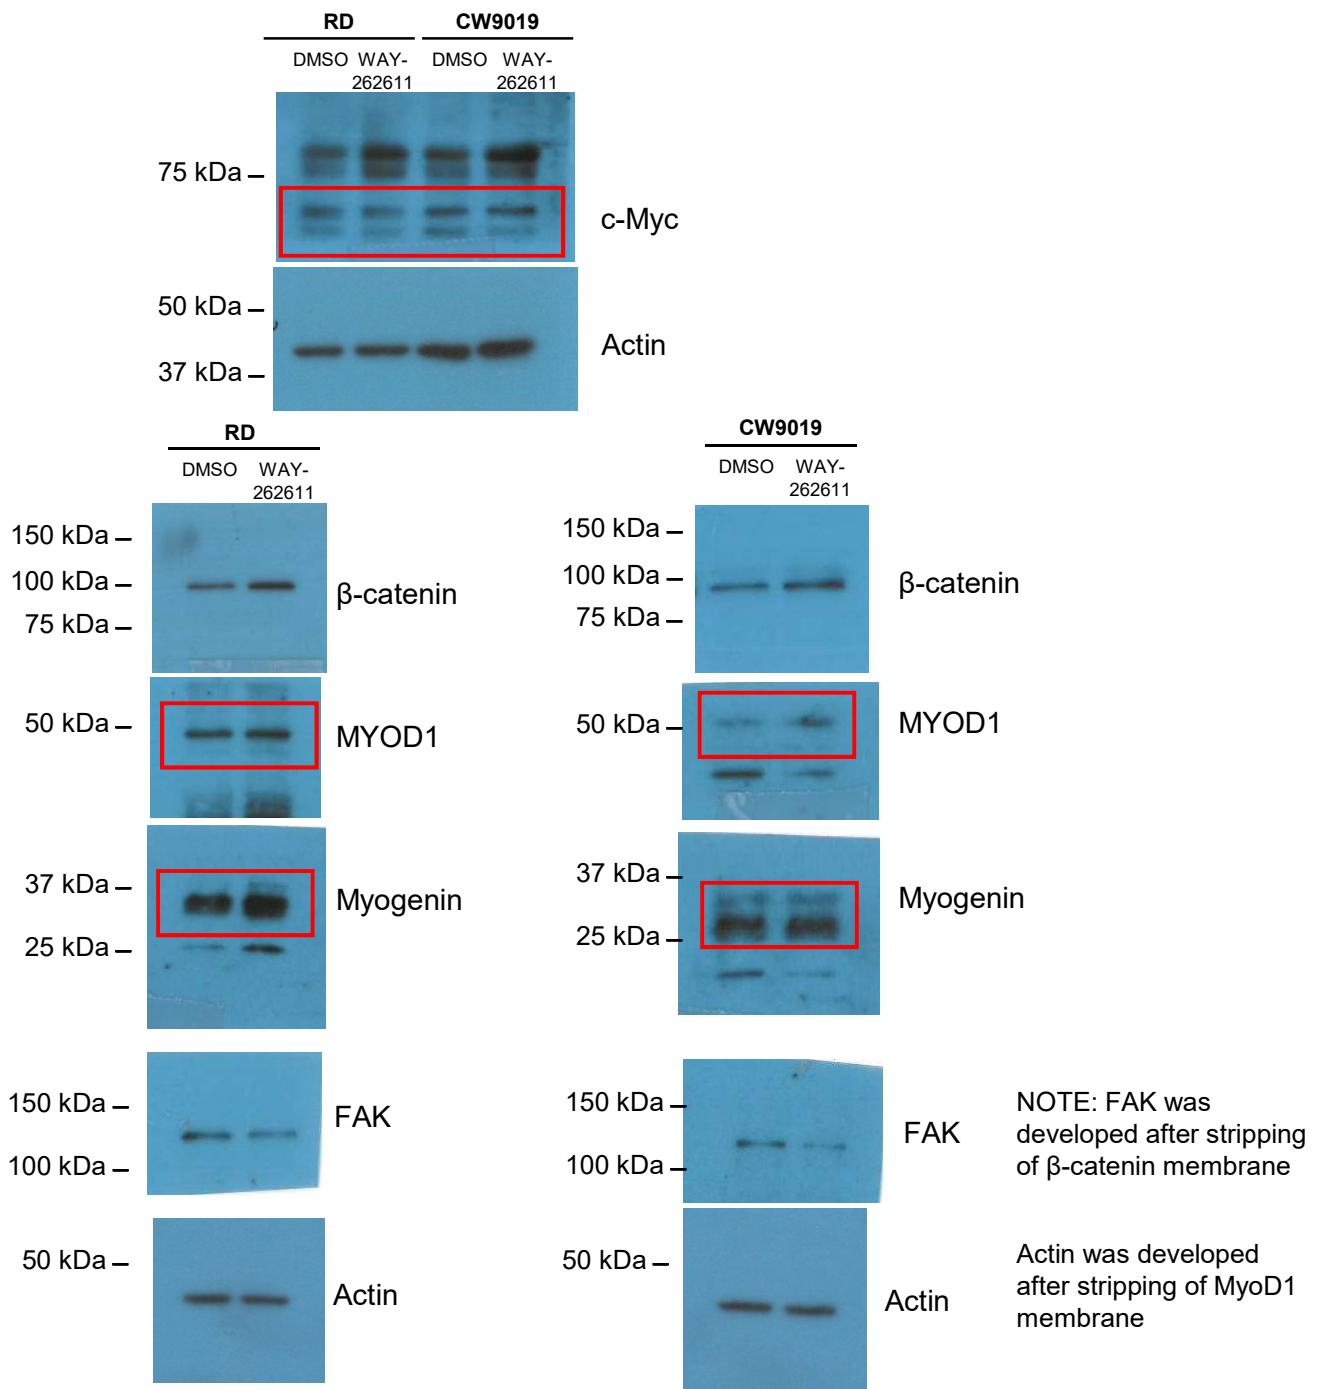 RD CW9019
DMSO WAY-
262611 DMSO WAY-
262611
75 kDa
c-Myc
50 kDa
Actin
37 kDa
RD
DMSO WAY-
262611
150 kDa
100 kDa
β-catenin
75 kDa
50 kDa
MYOD1
37 kDa
Myogenin
25 kDa
150 kDa
FAK
100 kDa
50 kDa
Actin
CW9019
DMSO WAY-
262611
150 kDa
100 kDa
β-catenin
75 kDa
50 kDa
MYOD1
37 kDa
Myogenin
25 kDa
150 kDa
FAK
100 kDa
50 kDa
Actin
NOTE: FAK was
developed after stripping
of β-catenin membrane
Actin was developed
after stripping of MyoD1
membrane